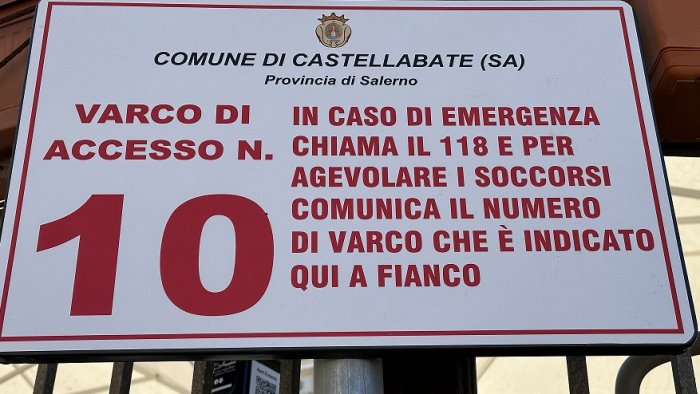 COMUNE DI CASTELLABATE (SA)
Provincia di Salerno
VARCO DI
ACCESSO N.
10
IN CASO DI EMERGENZA
CHIAMA IL 118 E PER
AGEVOLARE I SOCCORSI
COMUNICA IL NUMERO
DI VARCO CHE È INDICATO
QUI A FIANCO